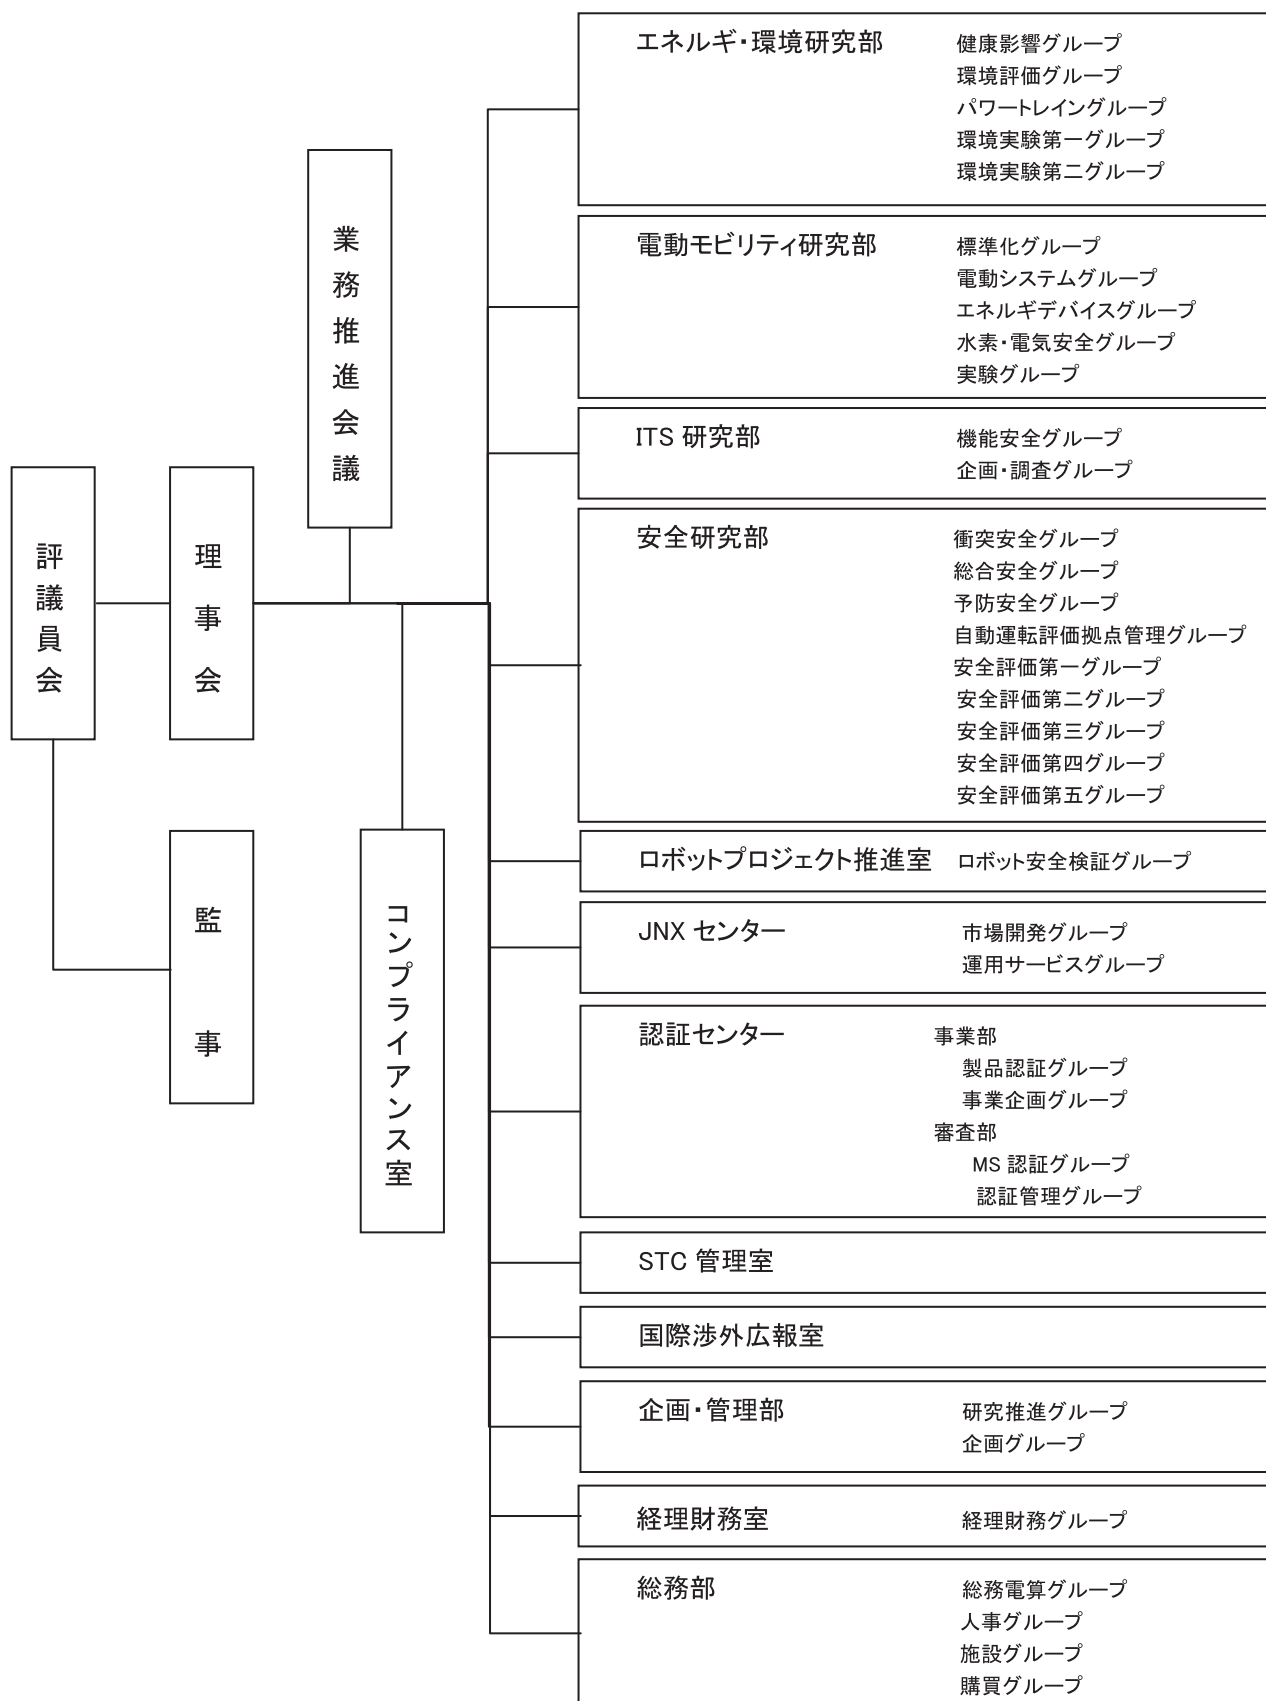 評議員会
理事会
監事
業務推進会議
コンプライアンス室
エネルギ・環境研究部
健康影響グループ
環境評価グループ
パワートレイングループ
環境実験第一グループ
環境実験第二グループ
電動モビリティ研究部
標準化グループ
電動システムグループ
エネルギデバイスグループ
水素・電気安全グループ
実験グループ
ITS 研究部
機能安全グループ
企画・調査グループ
安全研究部
衝突安全グループ
総合安全グループ
予防安全グループ
自動運転評価拠点管理グループ
安全評価第一グループ
安全評価第二グループ
安全評価第三グループ
安全評価第四グループ
安全評価第五グループ
ロボットプロジェクト推進室
ロボット安全検証グループ
JNX センター
市場開発グループ
運用サービスグループ
認証センター
事業部
製品認証グループ
事業企画グループ
審査部
MS 認証グループ
認証管理グループ
STC 管理室
国際渉外広報室
企画・管理部
研究推進グループ
企画グループ
経理財務室
経理財務グループ
総務部
総務電算グループ
人事グループ
施設グループ
購買グループ